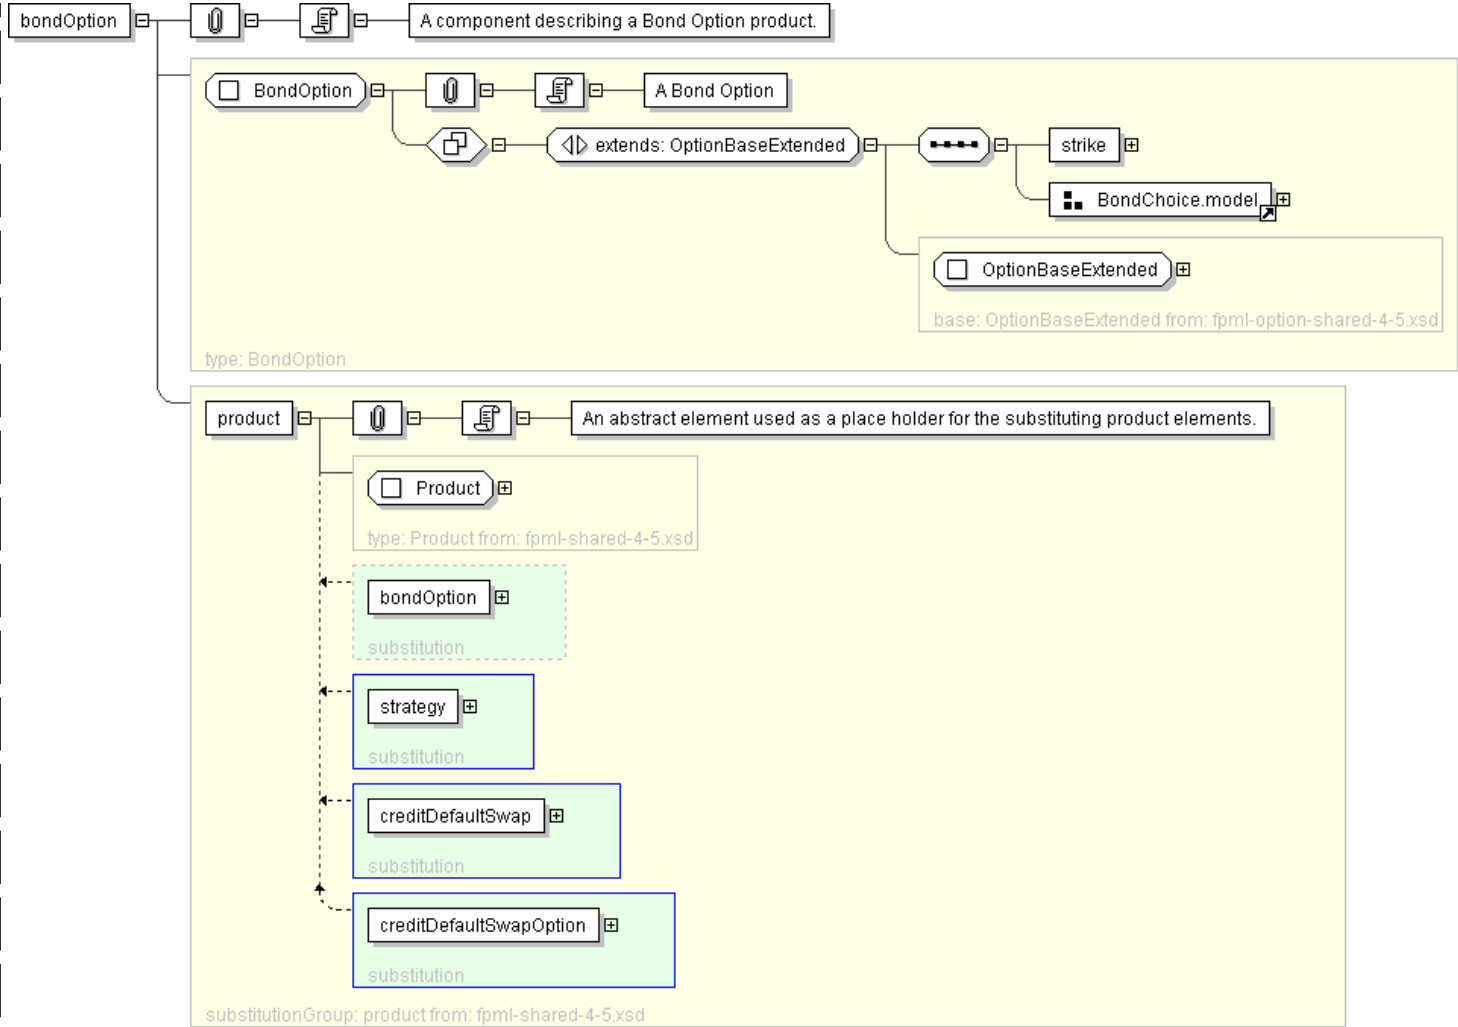 bondOption
A component describing a Bond Option product.
BondOption
A Bond Option
extends: OptionBaseExtended
strike
BondChoice.model
OptionBaseExtended
base: OptionBaseExtended from: fpml-option-shared-4-5.xsd
type: BondOption
product
An abstract element used as a place holder for the substituting product elements.
Product
type: Product from: fpml-shared-4-5.xsd
bondOption
substitution
strategy
substitution
creditDefaultSwap
substitution
creditDefaultSwapOption
substitution
substitutionGroup: product from: fpml-shared-4-5.xsd